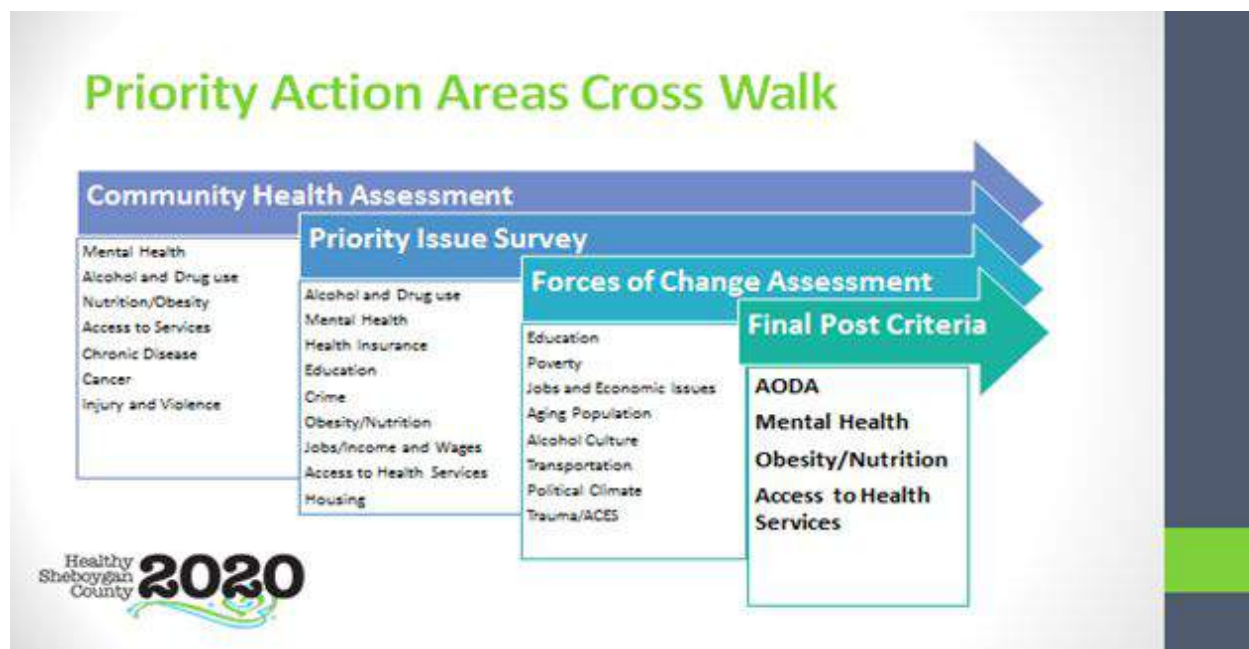 Priority Action Areas Cross Walk
Community Health Assessment
Mental Health
Alcohol and Drug use
Nutrition/Obesity
Access to Services
Chronic Disease
Cancer
Injury and Violence
Priority Issue Survey
Alcohol and Drug use
Mental Health
Health Insurance
Education
Crime
Obesity/Nutrition
Jobs/Income and Wages
Access to Health Services
Housing
Forces of Change Assessment
Education
Poverty
Jobs and Economic Issues
Aging Population
Alcohol Culture
Transportation
Political Climate
Trauma/ACES
Final Post Criteria
AODA
Mental Health
Obesity/Nutrition
Access to Health
Services
Healthy
Sheboygan
County
2020